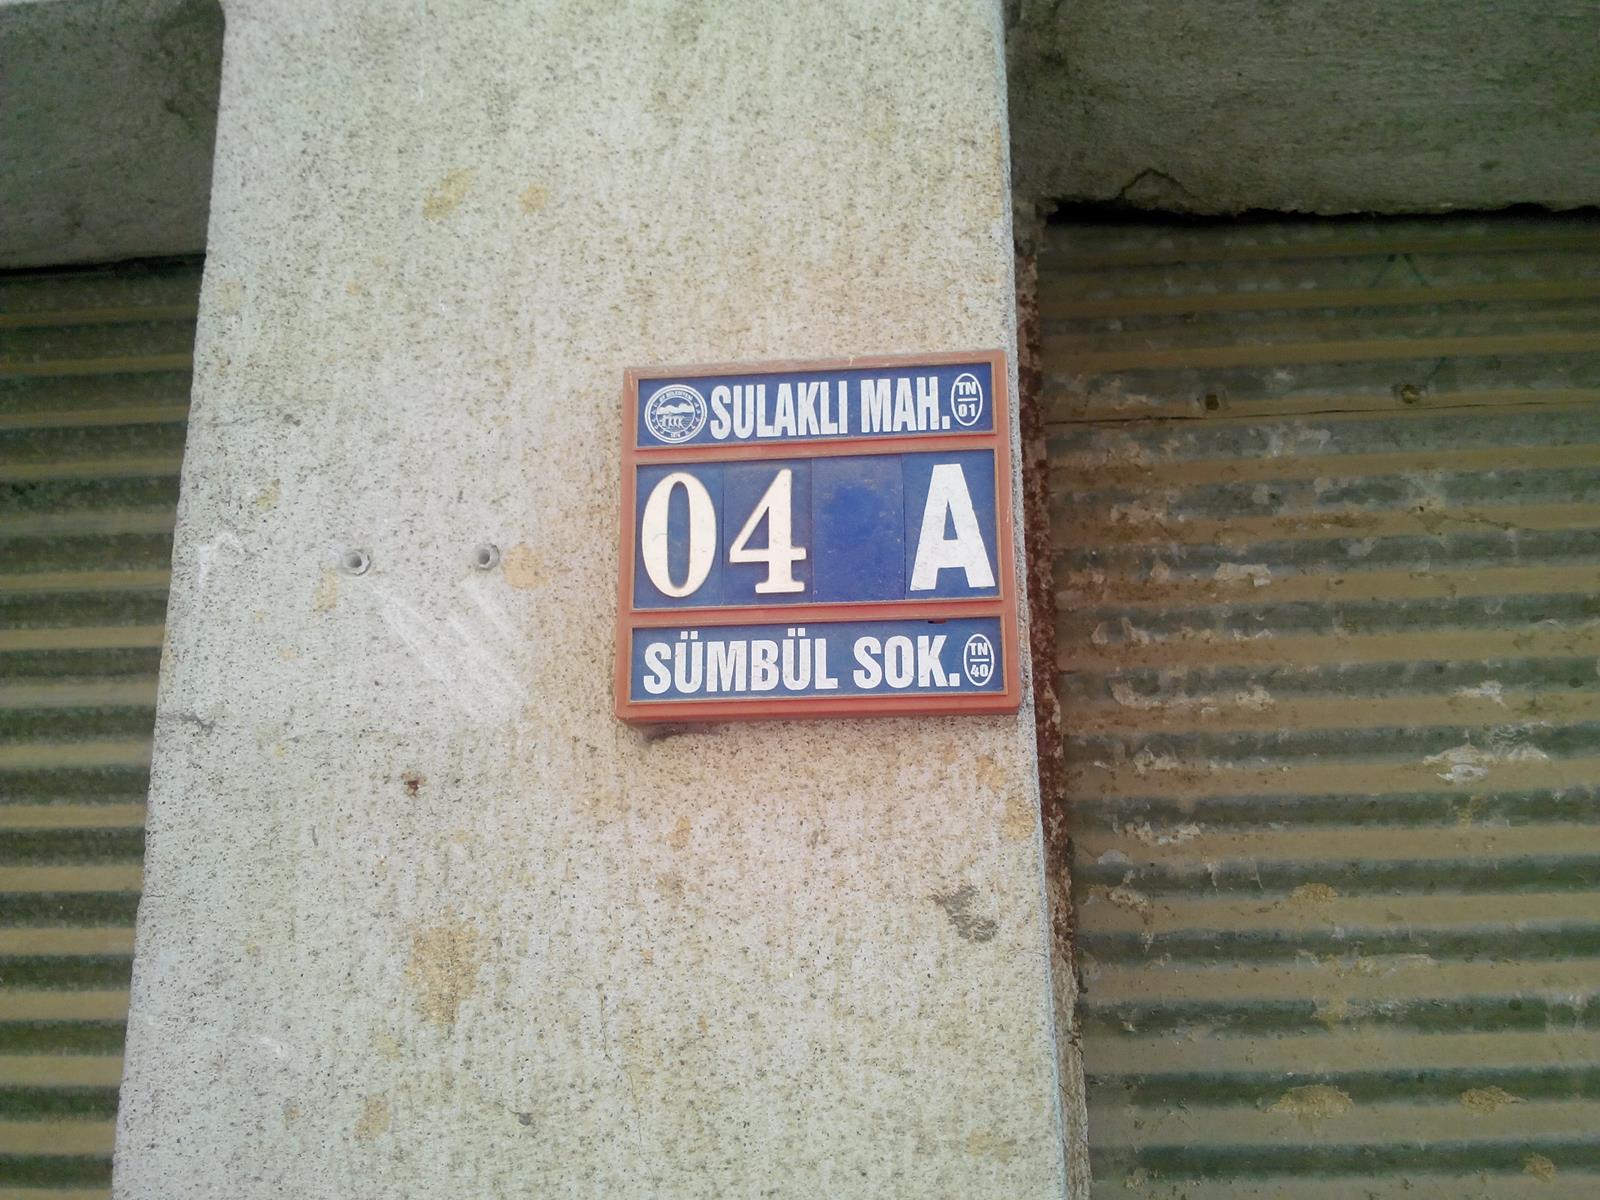 SULAKLI MAH. TN 01
04 A
SÜMBÜL SOK. TN 40